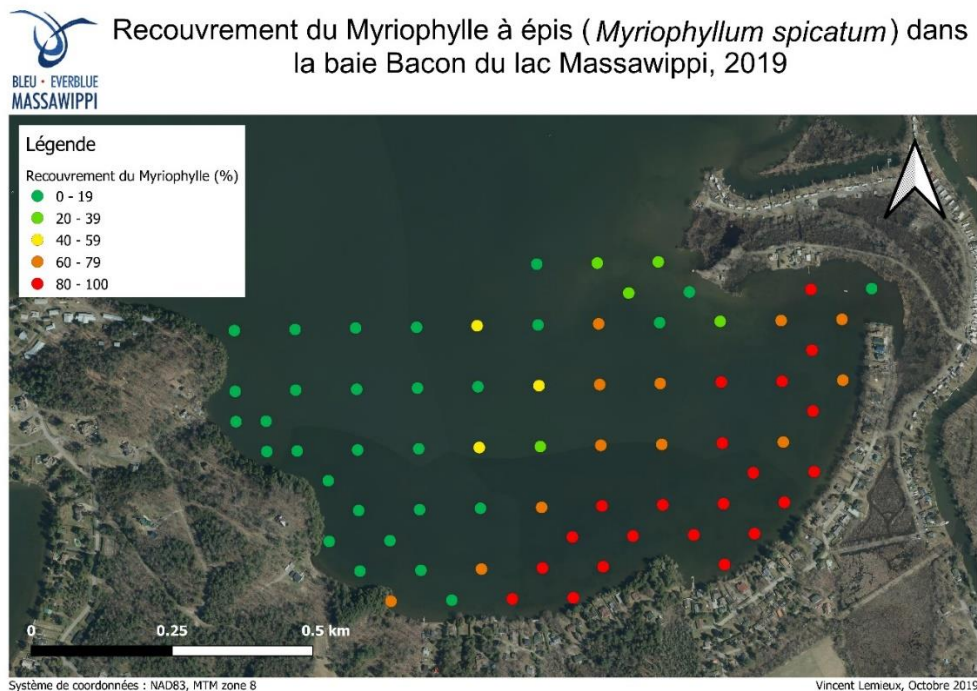 Recouvrement du Myriophylle à épis (Myriophyllum spicatum) dans
la baie Bacon du lac Massawippi, 2019
BLEU • EVERBLUE
MASSAWIPPI
Légende
Recouvrement du Myriophylle (%)
0 - 19
20 - 39
40 - 59
60 - 79
80 - 100
0 0.25 0.5 km
Système de coordonnées : NAD83, MTM zone 8
Vincent Lemieux, Octobre 2019